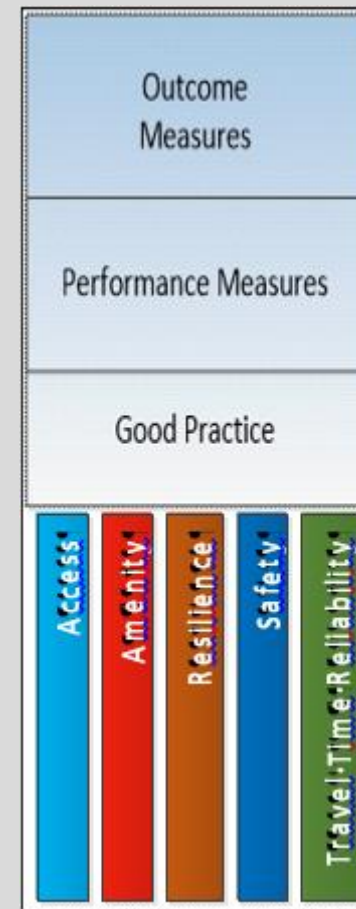 Outcome
Measures
Performance Measures
Good Practice
Access
Amenity
Resilience
Safety
Travel·Time·Reliability